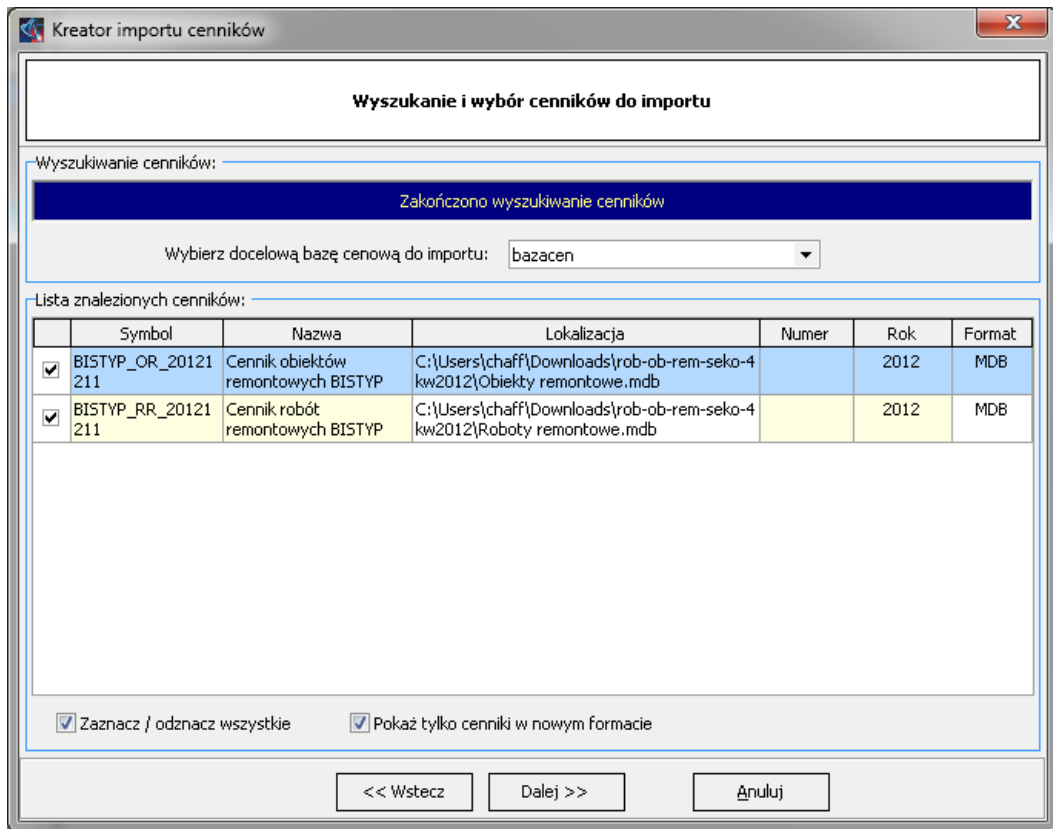 Kreator importu cenników
Wyszukanie i wybór cenników do importu
Wyszukiwanie cenników:
Zakończono wyszukiwanie cenników
Wybierz docelową bazę cenową do importu: bazacen
Lista znalezionych cenników:
Symbol Nazwa Lokalizacja Numer Rok Format
BISTYP_OR_20121 Cennik obiektów C:\Users\chaff\Downloads\rob-ob-rem-seko-4 2012 MDB
211 remontowych BISTYP kw2012\Obiekty remontowe.mdb
BISTYP_RR_20121 Cennik robót C:\Users\chaff\Downloads\rob-ob-rem-seko-4 2012 MDB
211 remontowych BISTYP kw2012\Roboty remontowe.mdb
Zaznacz / odznacz wszystkie Pokaż tylko cenniki w nowym formacie
<< Wstecz Dalej >> Anuluj